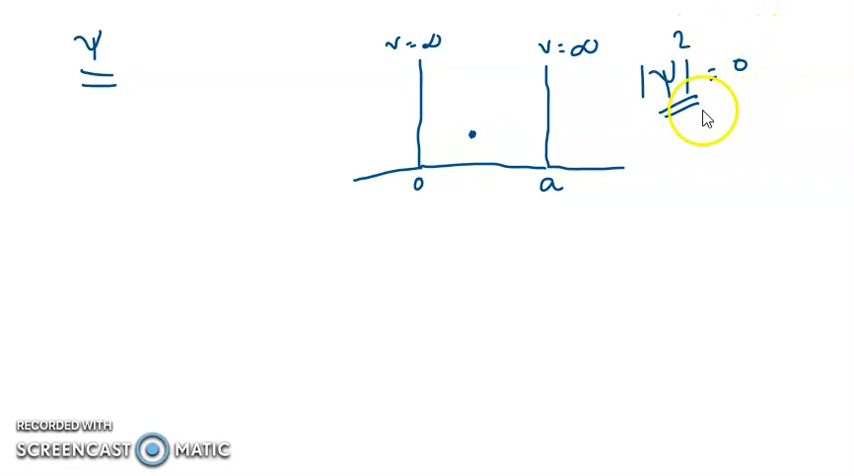 ψ
v = ∞
v = ∞
|ψ|² = 0
0
a
RECORDED WITH
SCREENCAST MATIC